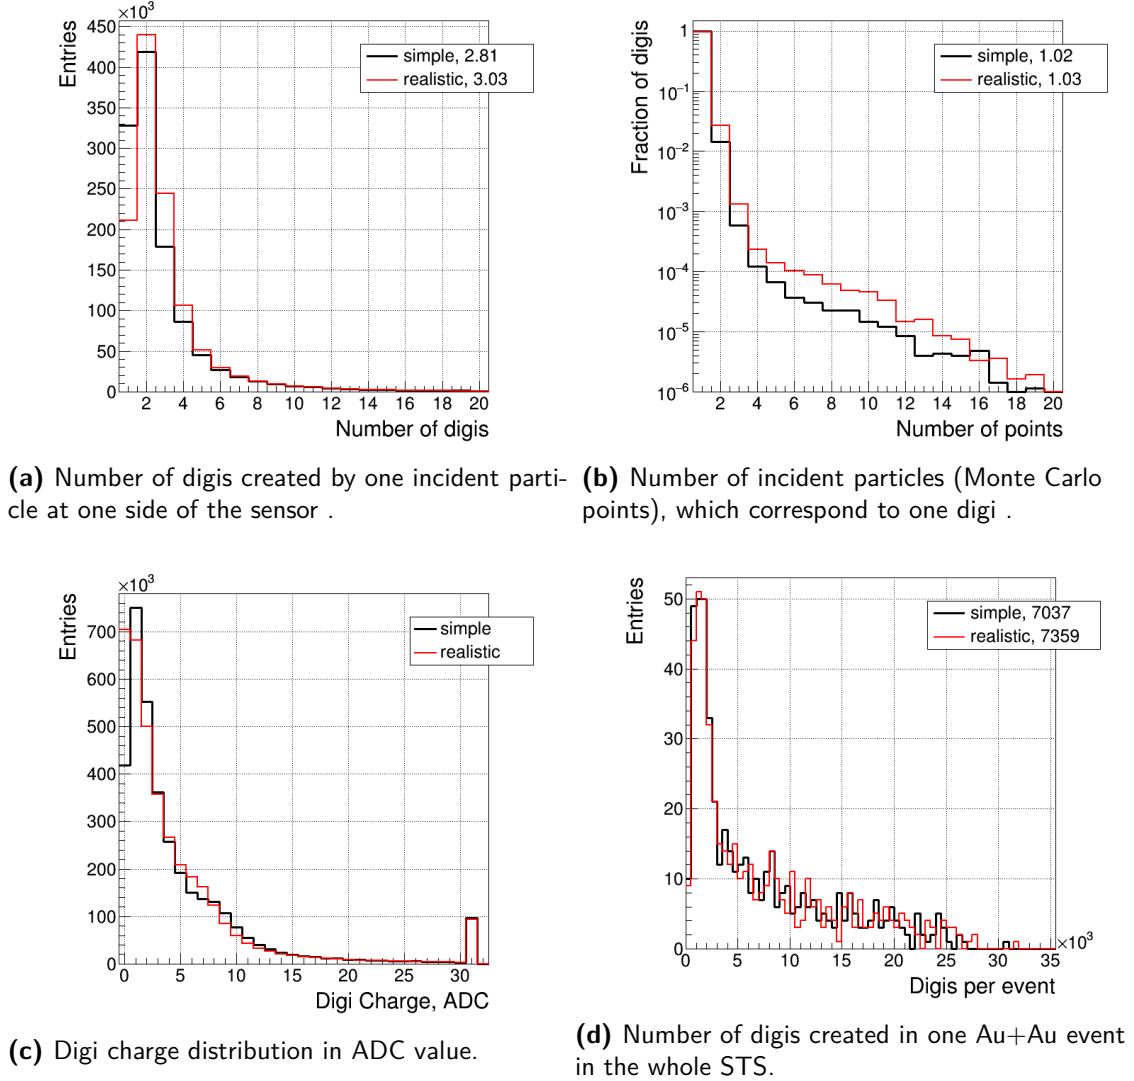 ×10³
450
400
350
300
250
200
150
100
50
0
Entries
simple, 2.81
realistic, 3.03
2 4 6 8 10 12 14 16 18 20
Number of digis
1
10⁻¹
10⁻²
10⁻³
10⁻⁴
10⁻⁵
10⁻⁶
Fraction of digis
simple, 1.02
realistic, 1.03
2 4 6 8 10 12 14 16 18 20
Number of points
(a) Number of digis created by one incident parti-
cle at one side of the sensor .
(b) Number of incident particles (Monte Carlo
points), which correspond to one digi .
×10³
700
600
500
400
300
200
100
0
Entries
simple
realistic
0 5 10 15 20 25 30
Digi Charge, ADC
50
40
30
20
10
0
Entries
simple, 7037
realistic, 7359
×10³
0 5 10 15 20 25 30 35
Digis per event
(c) Digi charge distribution in ADC value.
(d) Number of digis created in one Au+Au event
in the whole STS.